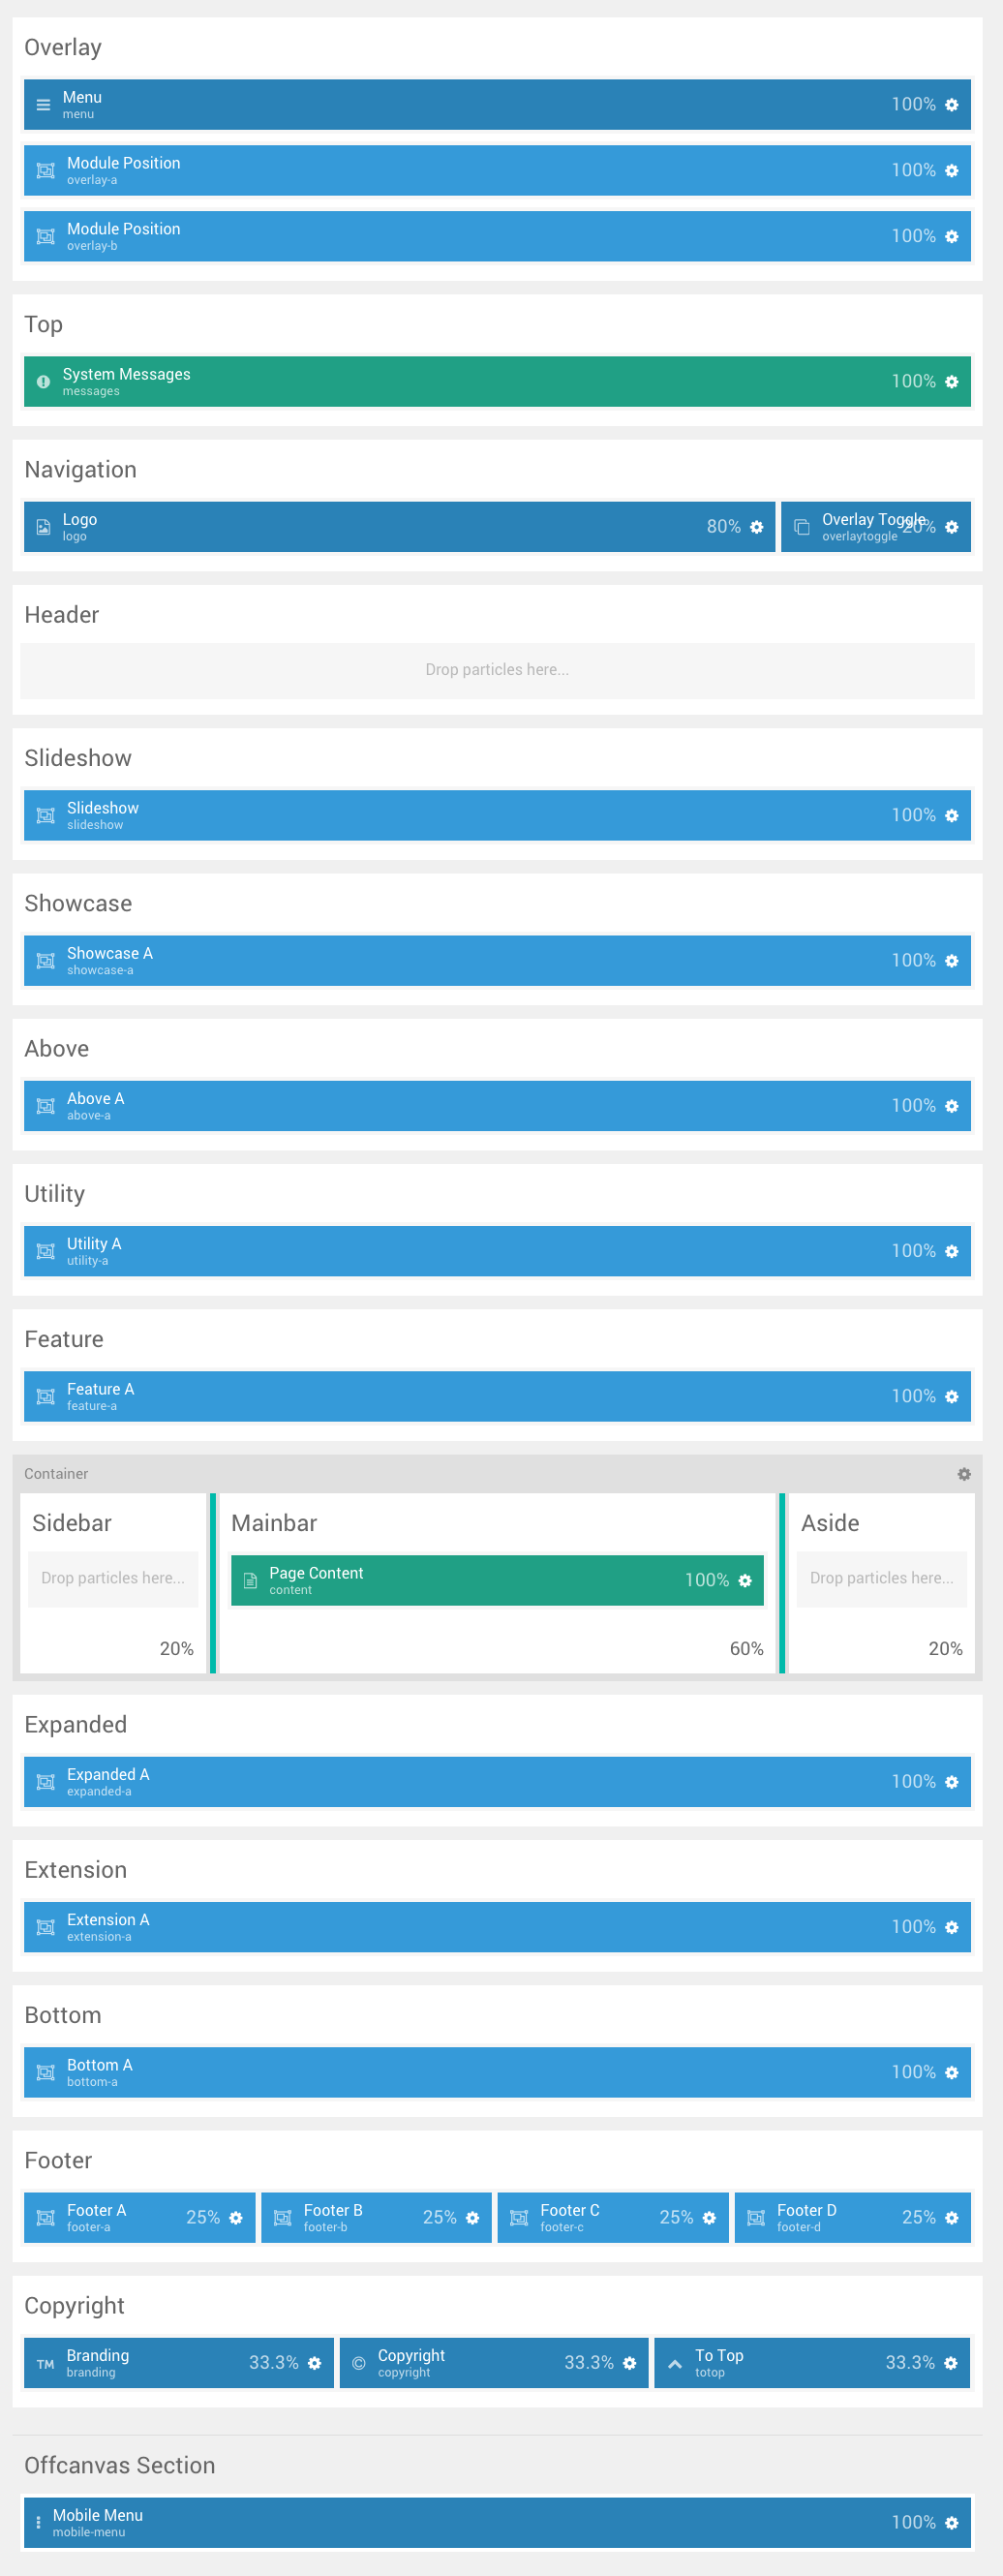 Overlay
Menu
menu
100%
Module Position
overlay-a
100%
Module Position
overlay-b
100%
Top
System Messages
messages
100%
Navigation
Logo
logo
80%
Overlay Toggle
overlaytoggle
20%
Header
Drop particles here...
Slideshow
Slideshow
slideshow
100%
Showcase
Showcase A
showcase-a
100%
Above
Above A
above-a
100%
Utility
Utility A
utility-a
100%
Feature
Feature A
feature-a
100%
Container
Sidebar
Drop particles here...
20%
Mainbar
Page Content
content
100%
60%
Aside
Drop particles here...
20%
Expanded
Expanded A
expanded-a
100%
Extension
Extension A
extension-a
100%
Bottom
Bottom A
bottom-a
100%
Footer
Footer A
footer-a
25%
Footer B
footer-b
25%
Footer C
footer-c
25%
Footer D
footer-d
25%
Copyright
TM
Branding
branding
33.3%
©
Copyright
copyright
33.3%
To Top
totop
33.3%
Offcanvas Section
Mobile Menu
mobile-menu
100%